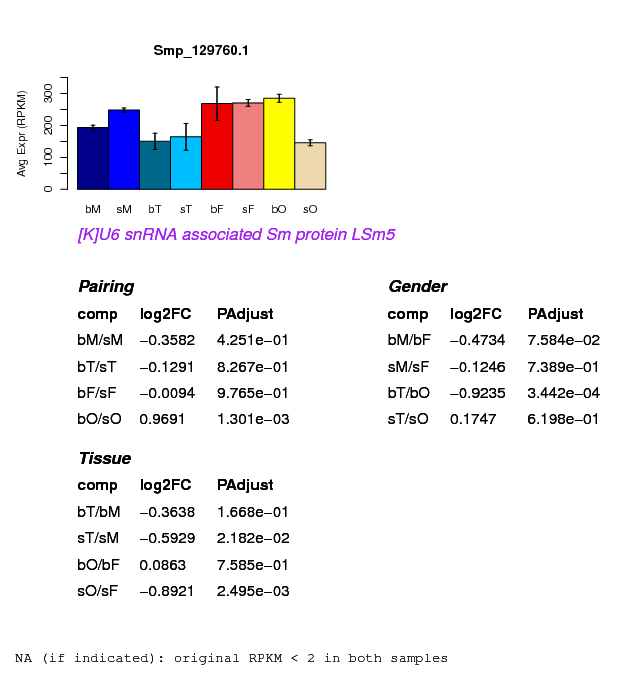 Smp_129760.1
Avg Expr (RPKM)
0 100 200 300
bM sM bT sT bF sF bO sO
[K]U6 snRNA associated Sm protein LSm5
Pairing
comp log2FC PAdjust
bM/sM −0.3582 4.251e−01
bT/sT −0.1291 8.267e−01
bF/sF −0.0094 9.765e−01
bO/sO 0.9691 1.301e−03
Gender
comp log2FC PAdjust
bM/bF −0.4734 7.584e−02
sM/sF −0.1246 7.389e−01
bT/bO −0.9235 3.442e−04
sT/sO 0.1747 6.198e−01
Tissue
comp log2FC PAdjust
bT/bM −0.3638 1.668e−01
sT/sM −0.5929 2.182e−02
bO/bF 0.0863 7.585e−01
sO/sF −0.8921 2.495e−03
NA (if indicated): original RPKM < 2 in both samples